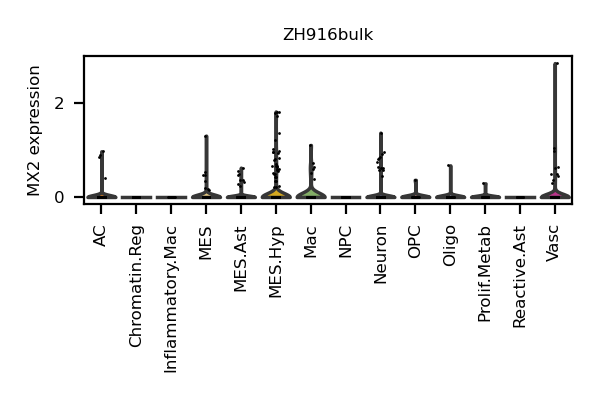 ZH916bulk
MX2 expression
2
0
AC
Chromatin.Reg
Inflammatory.Mac
MES
MES.Ast
MES.Hyp
Mac
NPC
Neuron
OPC
Oligo
Prolif.Metab
Reactive.Ast
Vasc